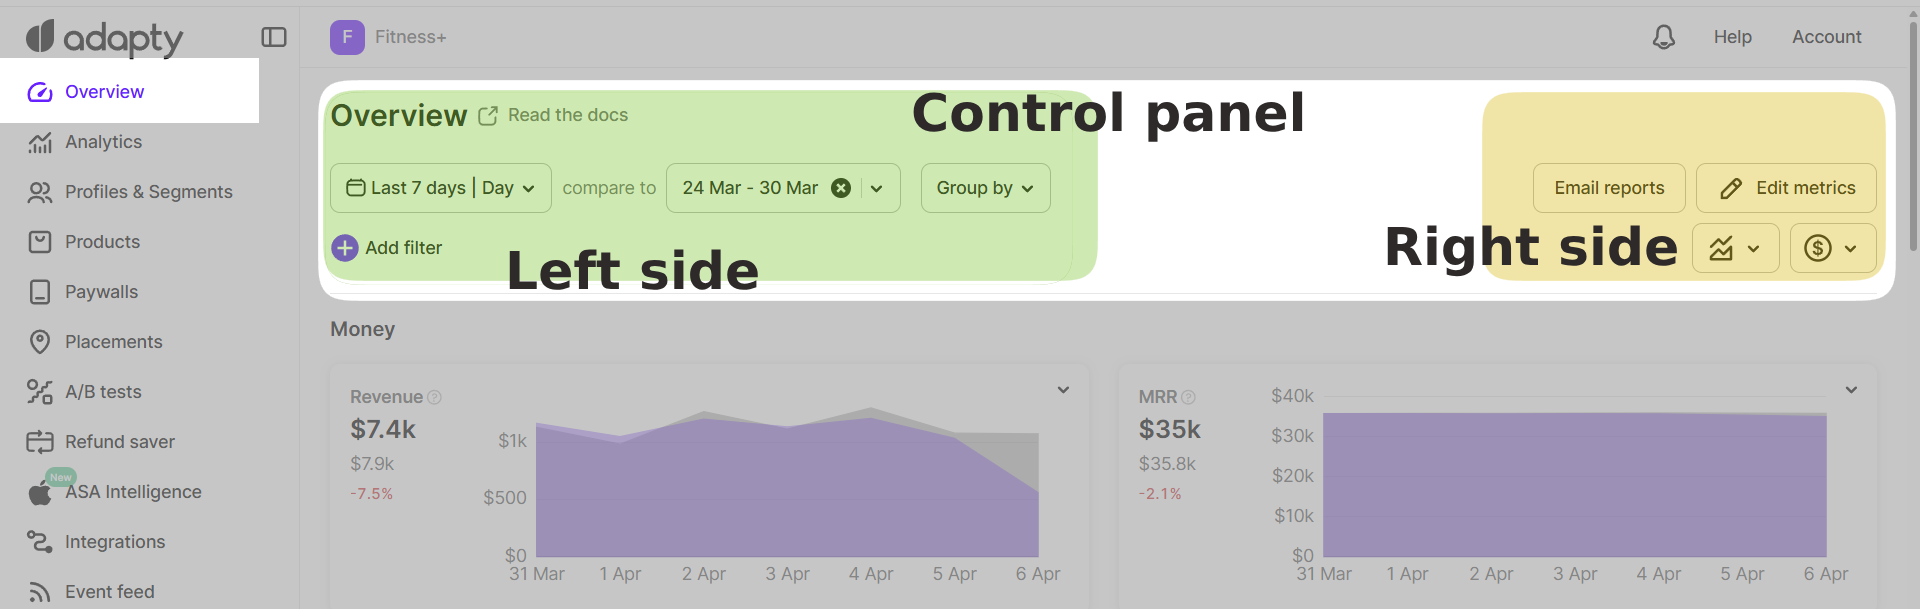 adapty
F Fitness+
Help Account
Overview
Analytics
Profiles & Segments
Products
Paywalls
Placements
A/B tests
Refund saver
New
ASA Intelligence
Integrations
Event feed
Overview Read the docs
Control panel
Last 7 days | Day compare to 24 Mar - 30 Mar Group by
Email reports Edit metrics
Add filter
Left side
Right side
$
Money
Revenue ?
$7.4k
$7.9k
-7.5%
$1k
$500
$0
31 Mar 1 Apr 2 Apr 3 Apr 4 Apr 5 Apr 6 Apr
MRR ?
$35k
$35.8k
-2.1%
$40k
$30k
$20k
$10k
$0
31 Mar 1 Apr 2 Apr 3 Apr 4 Apr 5 Apr 6 Apr